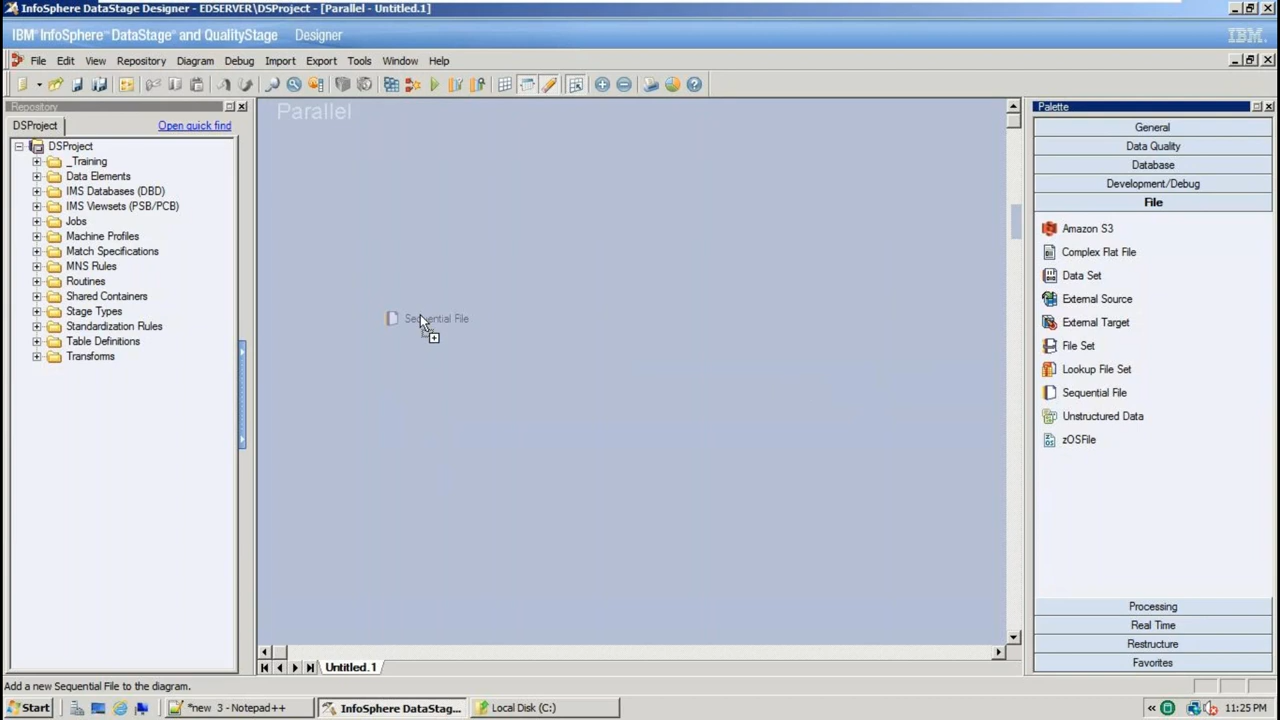 InfoSphere DataStage Designer - EDSERVER\DSProject - [Parallel - Untitled.1]
IBM® InfoSphere™ DataStage® and QualityStage® Designer
IBM
File Edit View Repository Diagram Debug Import Export Tools Window Help
Repository
DSProject
Open quick find
DSProject
_Training
Data Elements
IMS Databases (DBD)
IMS Viewsets (PSB/PCB)
Jobs
Machine Profiles
Match Specifications
MNS Rules
Routines
Shared Containers
Stage Types
Standardization Rules
Table Definitions
Transforms
Parallel
Sequential File
Untitled.1
Palette
General
Data Quality
Database
Development/Debug
File
Amazon S3
Complex Flat File
Data Set
External Source
External Target
File Set
Lookup File Set
Sequential File
Unstructured Data
zOSFile
Processing
Real Time
Restructure
Favorites
Add a new Sequential File to the diagram.
Start
*new 3 - Notepad++
InfoSphere DataStag...
Local Disk (C:)
11:25 PM